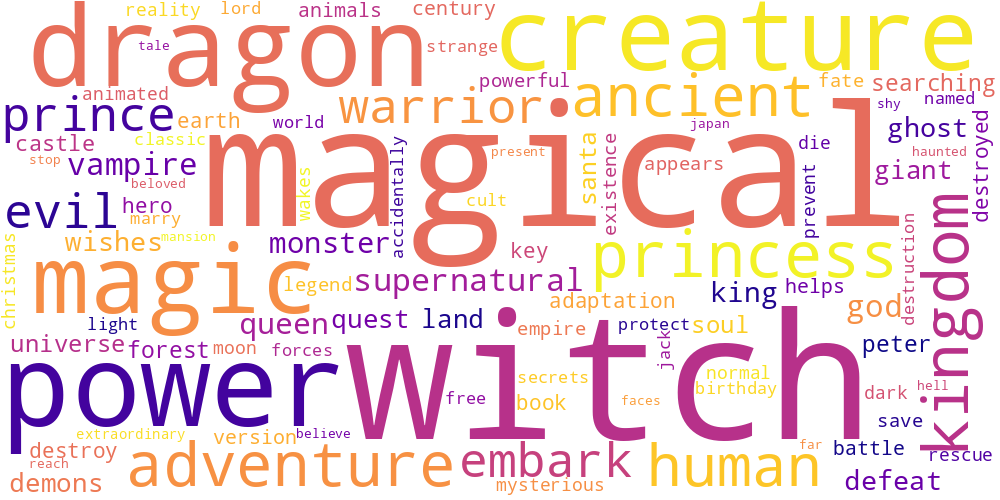 reality
lord
animals
century
dragon
creature
tale
strange
animated
powerful
ancient
fate
searching
prince
earth
warrior
magical
world
japan
shy
named
ghost
castle
classic
stop
vampire
beloved
accidentally
present
santa
existence
appears
die
giant
haunted
destroyed
evil
hero
marry
wakes
cult
prevent
wishes
mansion
monster
key
princess
kingdom
christmas
magic
legend
supernatural
king
helps
destruction
light
queen
quest
land
adaptation
god
universe
forest
moon
forces
witch
empire
protect
soul
peter
jack
power
secrets
normal
birthday
dark
hell
free
book
faces
save
extraordinary
version
believe
destroy
reach
demons
adventure
embark
mysterious
human
far
battle
rescue
defeat